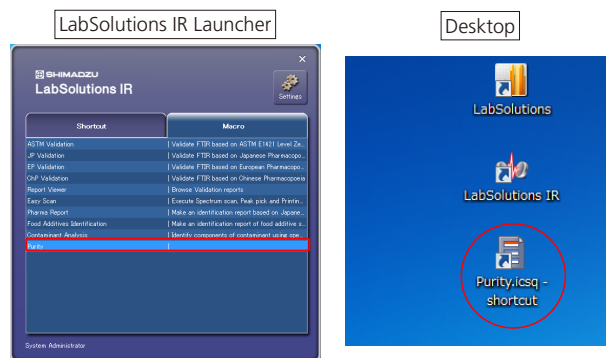 LabSolutions IR Launcher
Desktop
SHIMADZU
LabSolutions IR
Settings
Shortcut
Macro
ASTM Validation | Validate FTIR based on ASTM E1421 Level Ze...
JP Validation | Validate FTIR based on Japanese Pharmacopo...
EP Validation | Validate FTIR based on European Pharmacopo...
ChP Validation | Validate FTIR based on Chinese Pharmacopoeia
Report Viewer | Browse Validation reports
Easy Scan | Execute Spectrum scan, Peak pick and Printin...
Pharma Report | Make an identification report based on Japane...
Food Additives Identification | Make an identification report of food additive s...
Contaminant Analysis | Identify components of contaminant using spe...
Purity |
System Administrator
LabSolutions
LabSolutions IR
Purity.icsq -
shortcut